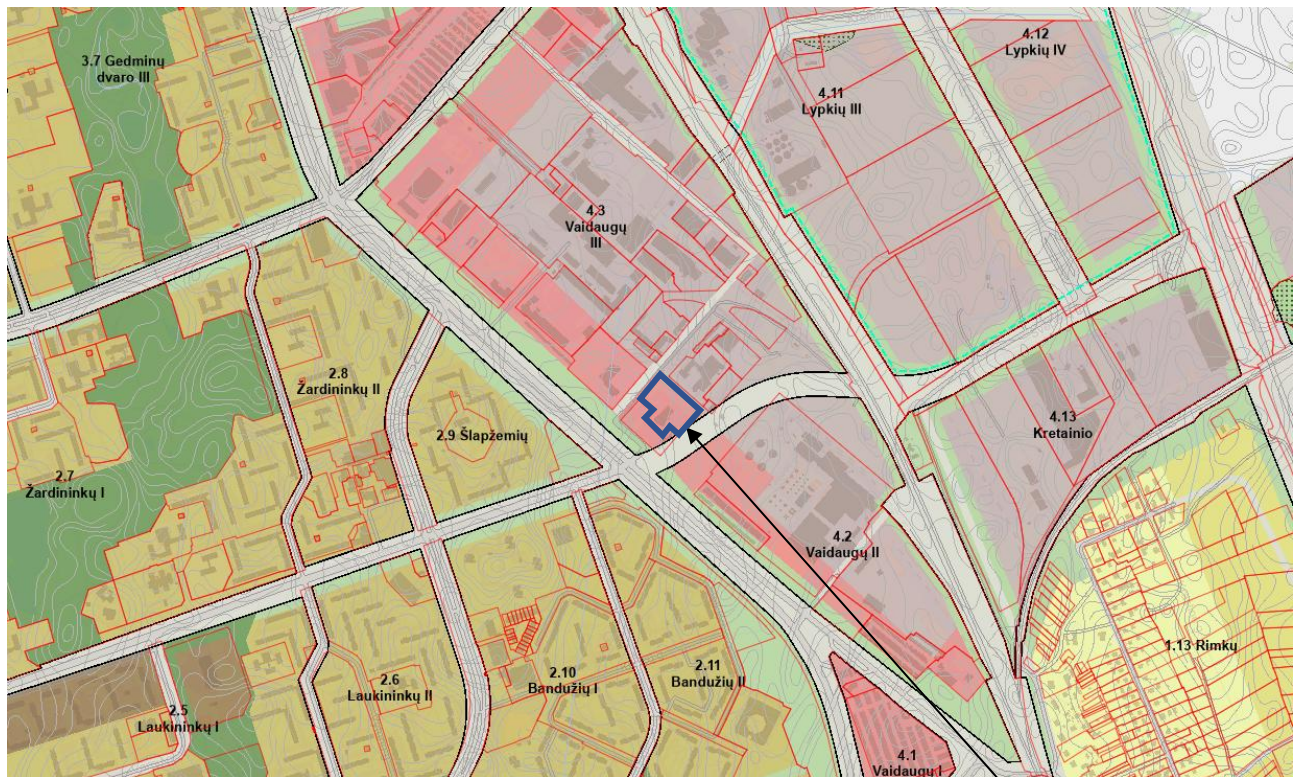 3.7 Gedminų
dvaro III
4.12
Lypkių IV
4.11
Lypkių III
4.3
Vaidaugų
III
2.8
Žardininkų II
2.9 Šlapžemių
4.13
Kretainio
2.7
Žardininkų I
4.2
Vaidaugų II
1.13 Rimkų
2.6
Laukininkų II
2.10
Bandužių I
2.11
Bandužių II
2.5
Laukininkų I
4.1
Vaidaugų I